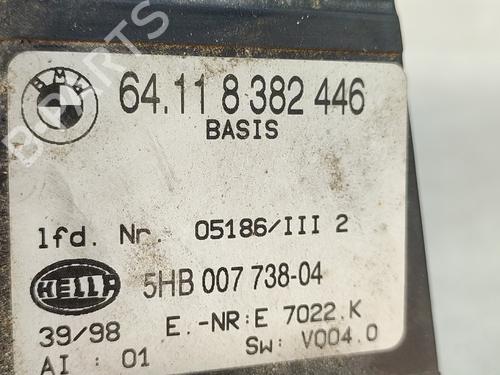 BMW
64.11 8 382 446
BASIS
lfd. Nr. 05186/III 2
HELLA
5HB 007 738-04
39/98 E.-NR:E 7022.K
AI : 01 Sw: V004.0